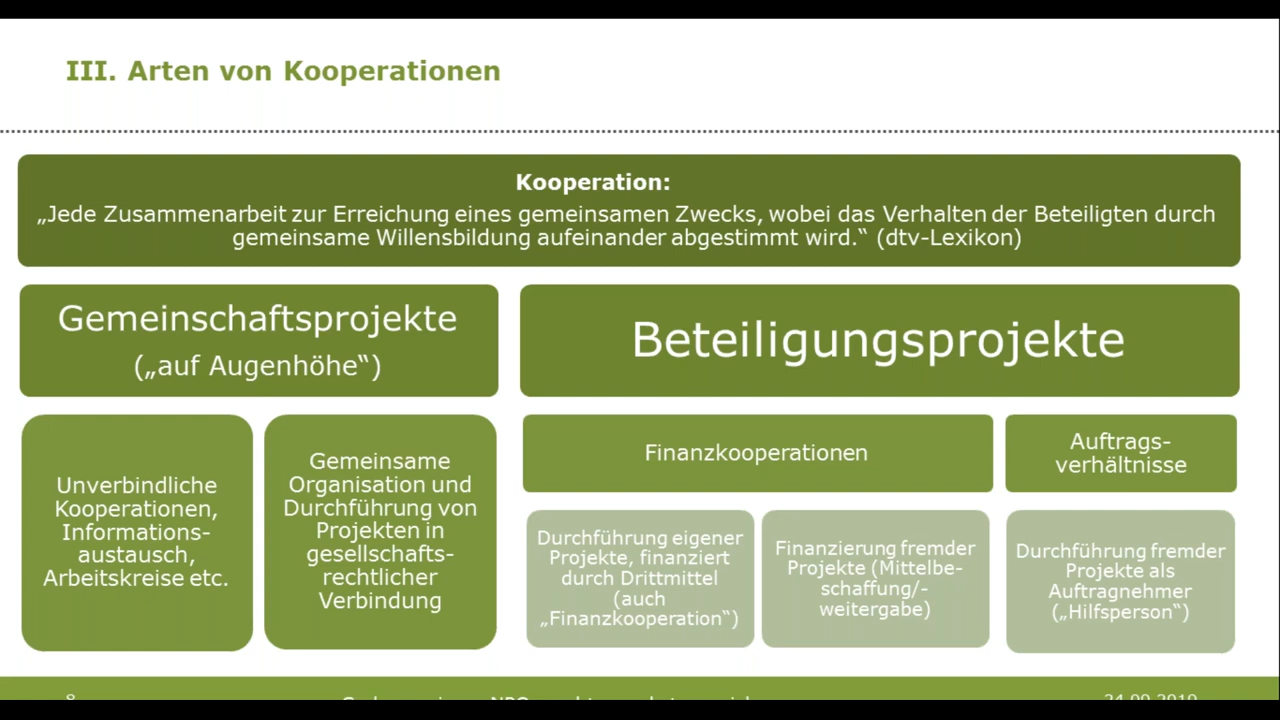 III. Arten von Kooperationen
Kooperation:
„Jede Zusammenarbeit zur Erreichung eines gemeinsamen Zwecks, wobei das Verhalten der Beteiligten durch
gemeinsame Willensbildung aufeinander abgestimmt wird.“ (dtv-Lexikon)
Gemeinschaftsprojekte
(„auf Augenhöhe“)
Beteiligungsprojekte
Unverbindliche
Kooperationen,
Informations-
austausch,
Arbeitskreise etc.
Gemeinsame
Organisation und
Durchführung von
Projekten in
gesellschafts-
rechtlicher
Verbindung
Finanzkooperationen
Durchführung eigener
Projekte, finanziert
durch Drittmittel
(auch
„Finanzkooperation“)
Finanzierung fremder
Projekte (Mittelbe-
schaffung/-
weitergabe)
Auftrags-
verhältnisse
Durchführung fremder
Projekte als
Auftragnehmer
(„Hilfsperson“)